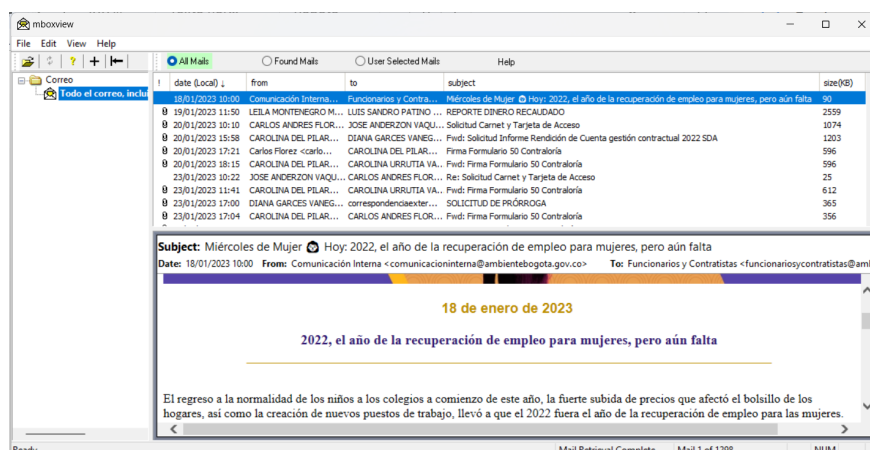 mboxview
File Edit View Help
All Mails Found Mails User Selected Mails Help
Correo
Todo el correo, inclui
! date (Local) ↓ from to subject size(KB)
18/01/2023 10:00 Comunicación Interna... Funcionarios y Contra... Miércoles de Mujer Hoy: 2022, el año de la recuperación de empleo para mujeres, pero aún falta 90
19/01/2023 11:50 LEILA MONTENEGRO M... LUIS SANDRO PATINO ... REPORTE DINERO RECAUDADO 2559
20/01/2023 10:10 CARLOS ANDRES FLOR... JOSE ANDERZON VAQU... Solicitud Carnet y Tarjeta de Acceso 1074
20/01/2023 15:58 CAROLINA DEL PILAR... DIANA GARCES VANEG... Fwd: Solicitud Informe Rendición de Cuenta gestión contractual 2022 SDA 1203
20/01/2023 17:21 Carlos Florez <carlo... CAROLINA DEL PILAR... Firma Formulario 50 Contraloría 596
20/01/2023 18:15 CAROLINA DEL PILAR... CAROLINA URRUTIA VA... Fwd: Firma Formulario 50 Contraloría 596
23/01/2023 10:22 JOSE ANDERZON VAQU... CARLOS ANDRES FLOR... Re: Solicitud Carnet y Tarjeta de Acceso 25
23/01/2023 11:41 CAROLINA DEL PILAR... CAROLINA URRUTIA VA... Fwd: Firma Formulario 50 Contraloría 612
23/01/2023 17:00 DIANA GARCES VANEG... correspondenciaexter... SOLICITUD DE PRÓRROGA 365
23/01/2023 17:04 CAROLINA DEL PILAR... CARLOS ANDRES FLOR... Fwd: Firma Formulario 50 Contraloría 356
Subject: Miércoles de Mujer Hoy: 2022, el año de la recuperación de empleo para mujeres, pero aún falta
Date: 18/01/2023 10:00 From: Comunicación Interna <comunicacioninterna@ambientebogota.gov.co> To: Funcionarios y Contratistas <funcionariosycontratistas@aml
18 de enero de 2023
2022, el año de la recuperación de empleo para mujeres, pero aún falta
El regreso a la normalidad de los niños a los colegios a comienzo de este año, la fuerte subida de precios que afectó el bolsillo de los
hogares, así como la creación de nuevos puestos de trabajo, llevó a que el 2022 fuera el año de la recuperación de empleo para las mujeres.
Ready Mail Retrieval Complete Mail 1 of 1298 NUM